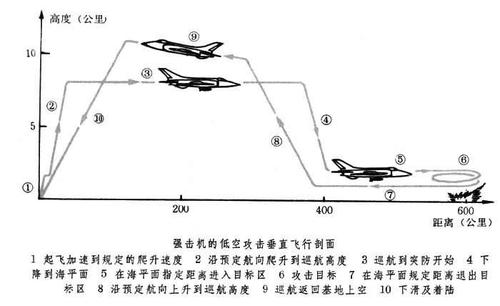 高度（公里）
⑨
10
③
②
⑩
④
⑧
5
⑤
⑥
⑦
①
0
200
400
600
距离（公里）
强击机的低空攻击垂直飞行剖面
1 起飞加速到规定的爬升速度 2 沿预定航向爬升到巡航高度 3 巡航到突防开始 4 下
降到海平面 5 在海平面指定距离进入目标区 6 攻击目标 7 在海平面规定距离退出目
标区 8 沿预定航向上升到巡航高度 9 巡航返回基地上空 10 下滑及着陆